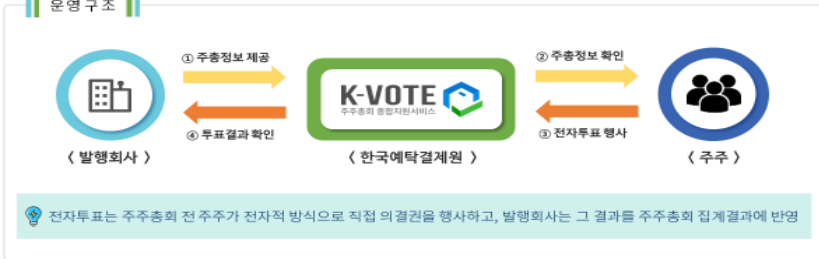 운영구조
① 주총정보 제공
② 주총정보 확인
K-VOTE
주주총회 종합지원서비스
④ 투표결과 확인
③ 전자투표 행사
〈 발행회사 〉
〈 한국예탁결제원 〉
〈 주주 〉
전자투표는 주주총회 전 주주가 전자적 방식으로 직접 의결권을 행사하고, 발행회사는 그 결과를 주주총회 집계결과에 반영